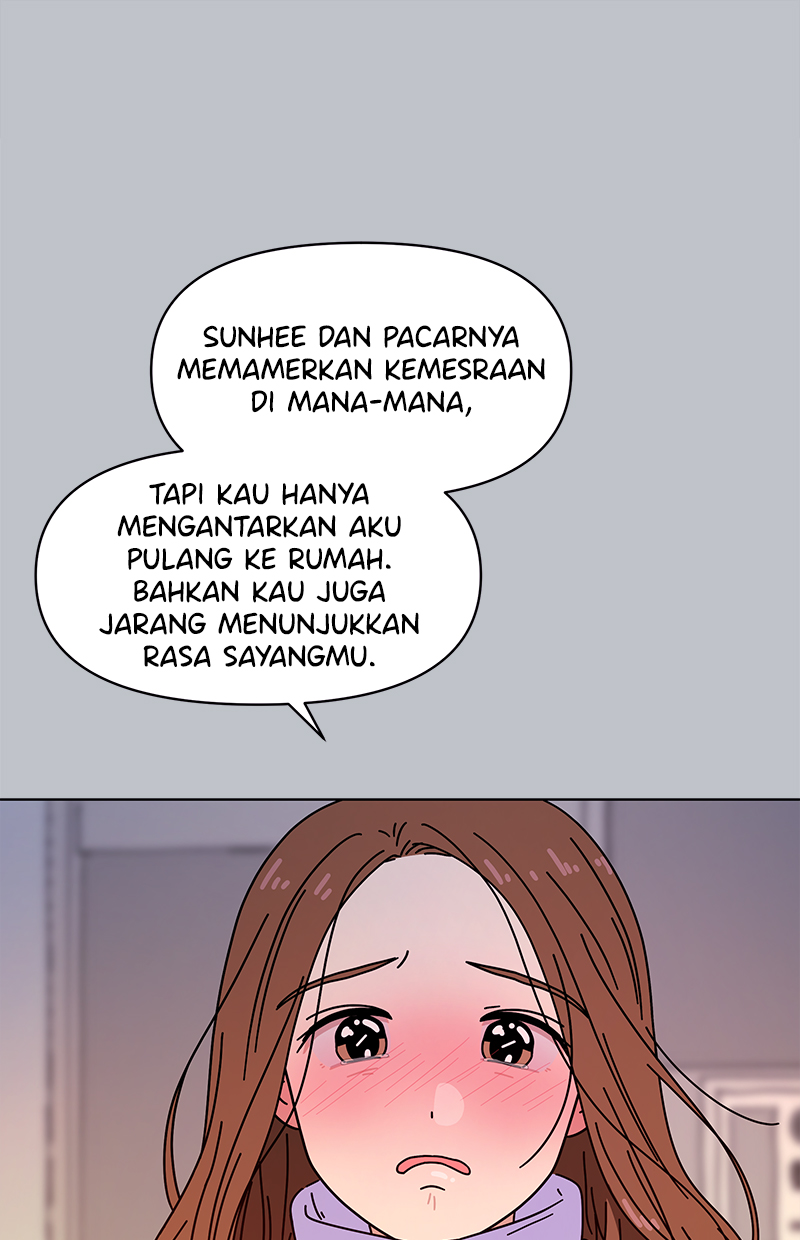 SUNHEE DAN PACARNYA
MEMAMERKAN KEMESRAAN
DI MANA-MANA,
TAPI KAU HANYA
MENGANTARKAN AKU
PULANG KE RUMAH.
BAHKAN KAU JUGA
JARANG MENUNJUKKAN
RASA SAYANGMU.